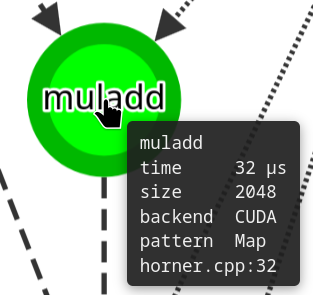 muladd
muladd
time 32 µs
size 2048
backend CUDA
pattern Map
horner.cpp:32